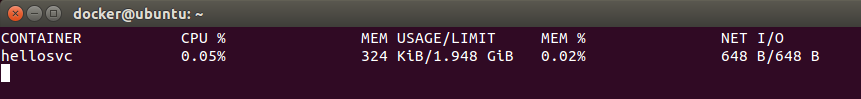 docker@ubuntu: ~
CONTAINER CPU % MEM USAGE/LIMIT MEM % NET I/O
hellosvc 0.05% 324 KiB/1.948 GiB 0.02% 648 B/648 B